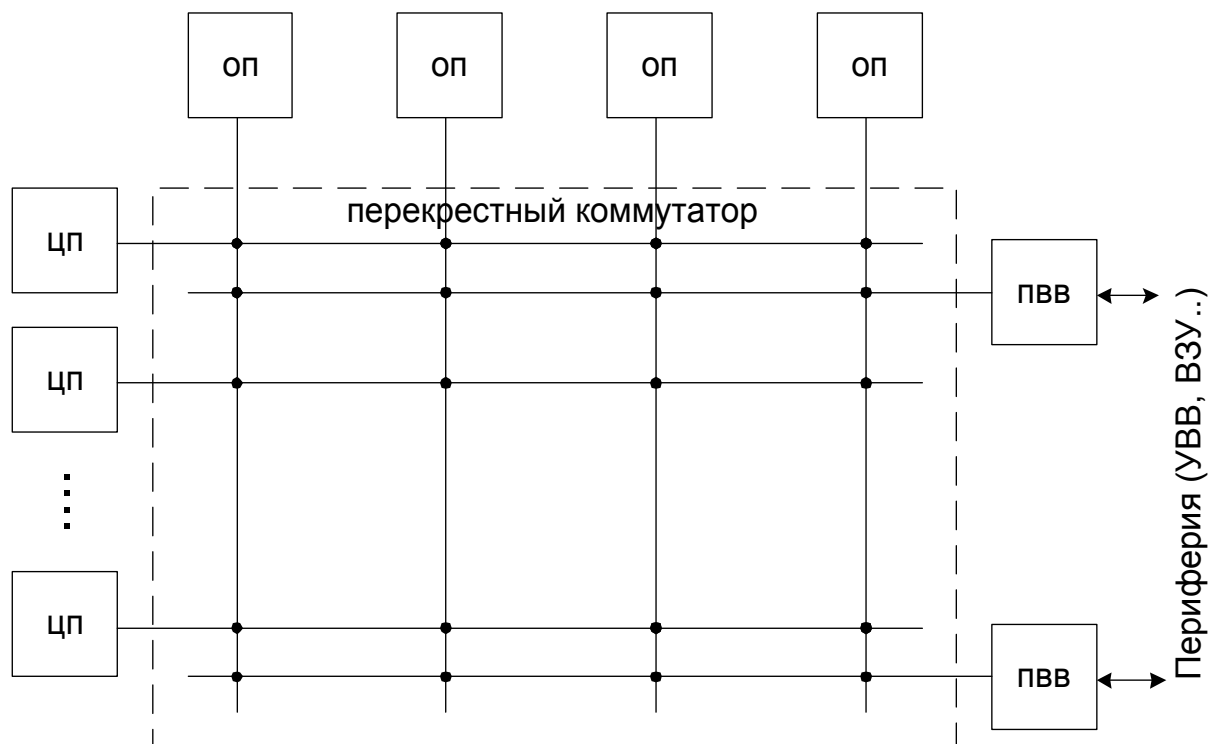 оп
оп
оп
оп
перекрестный коммутатор
цп
пвв
цп
цп
пвв
Периферия (УВВ, ВЗУ..)